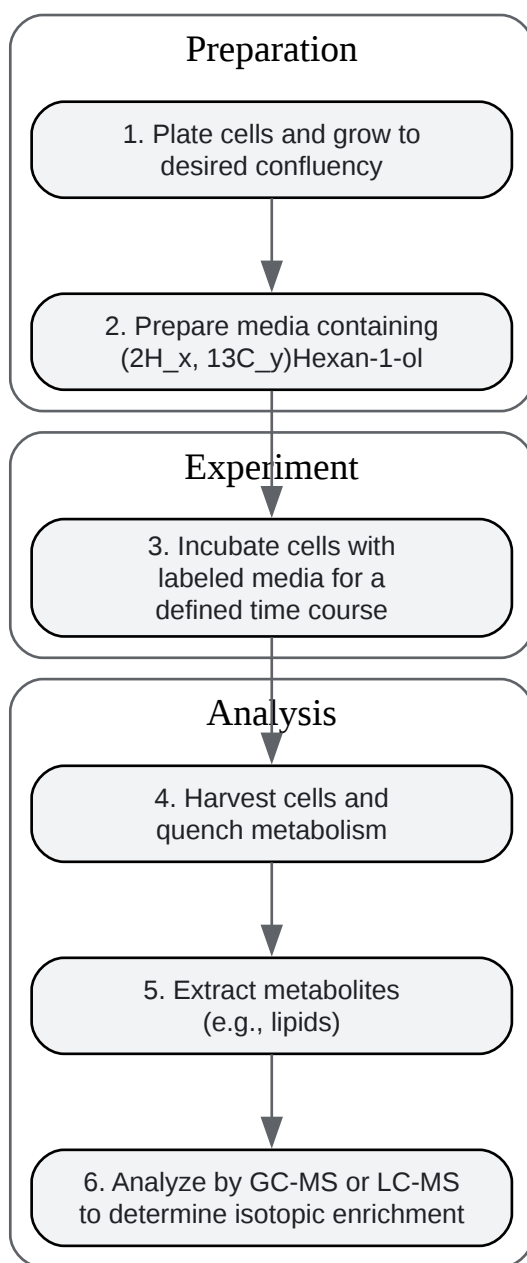 Preparation
1. Plate cells and grow to
desired confluency
2. Prepare media containing
(2H_x, 13C_y)Hexan-1-ol
Experiment
3. Incubate cells with
labeled media for a
defined time course
Analysis
4. Harvest cells and
quench metabolism
5. Extract metabolites
(e.g., lipids)
6. Analyze by GC-MS or LC-MS
to determine isotopic enrichment